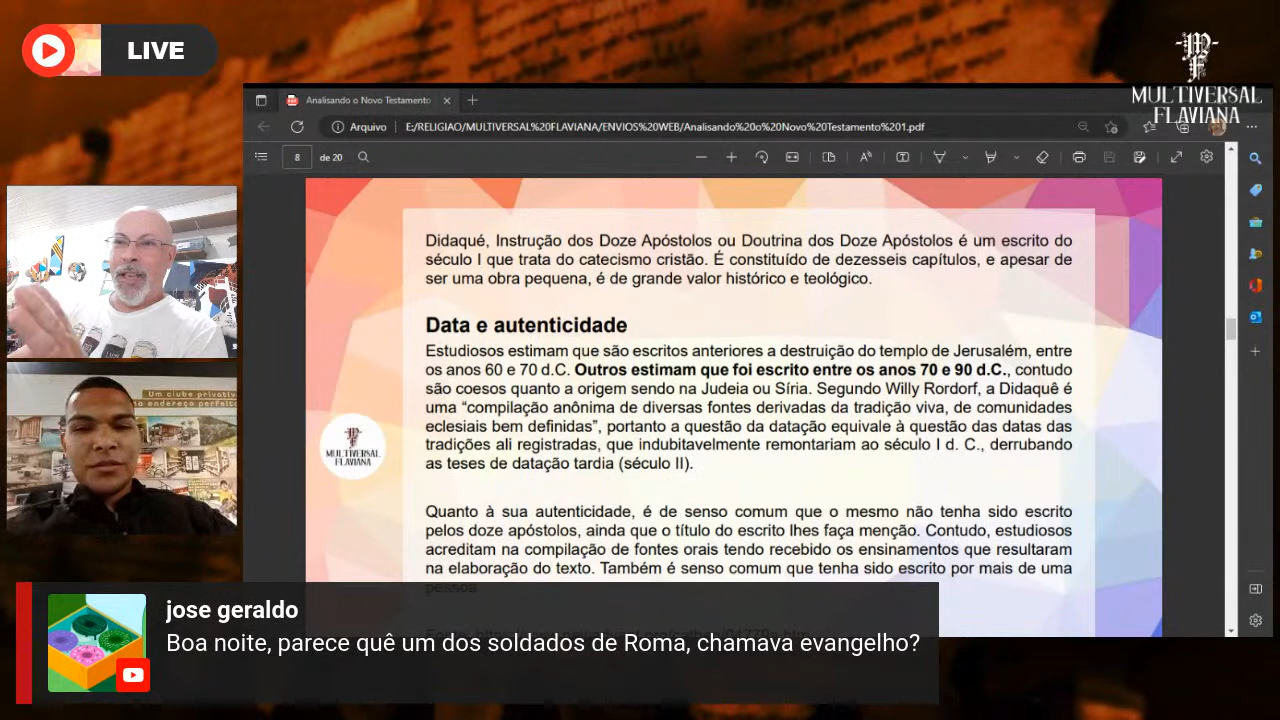 LIVE
MULTIVERSAL
FLAVIANA
Analisando o Novo Testamento
Arquivo
E:/RELIGIAO/MULTIVERSAL%20FLAVIANA/ENVIOS%20WEB/Analisando%20o%20Novo%20Testamento%201.pdf
8 de 20
Didaqué, Instrução dos Doze Apóstolos ou Doutrina dos Doze Apóstolos é um escrito do
século I que trata do catecismo cristão. É constituído de dezesseis capítulos, e apesar de
ser uma obra pequena, é de grande valor histórico e teológico.
Data e autenticidade
Estudiosos estimam que são escritos anteriores a destruição do templo de Jerusalém, entre
os anos 60 e 70 d.C. Outros estimam que foi escrito entre os anos 70 e 90 d.C., contudo
são coesos quanto a origem sendo na Judeia ou Síria. Segundo Willy Rordorf, a Didaquê é
uma “compilação anônima de diversas fontes derivadas da tradição viva, de comunidades
eclesiais bem definidas”, portanto a questão da datação equivale à questão das datas das
tradições ali registradas, que indubitavelmente remontariam ao século I d. C., derrubando
as teses de datação tardia (século II).
MULTIVERSAL
FLAVIANA
Quanto à sua autenticidade, é de senso comum que o mesmo não tenha sido escrito
pelos doze apóstolos, ainda que o título do escrito lhes faça menção. Contudo, estudiosos
acreditam na compilação de fontes orais tendo recebido os ensinamentos que resultaram
na elaboração do texto. Também é senso comum que tenha sido escrito por mais de uma
pessoa
Um clube privativo
no endereço perfeito
jose geraldo
Boa noite, parece quê um dos soldados de Roma, chamava evangelho?